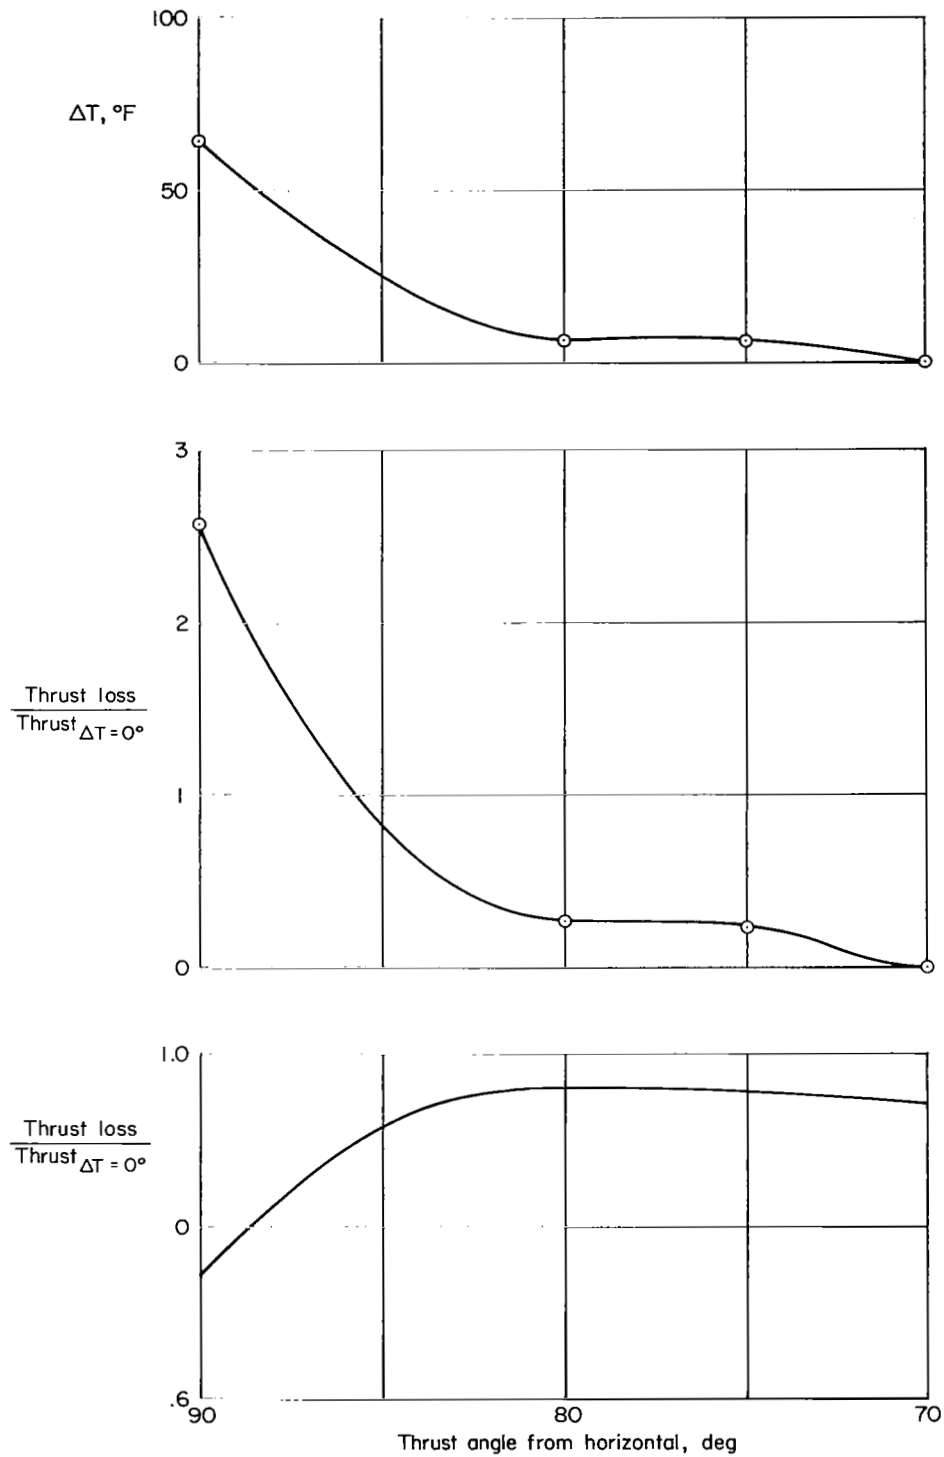 100
ΔT, °F
50
0
3
2
Thrust loss
Thrust ΔT = 0°
1
0
1.0
Thrust loss
Thrust ΔT = 0°
0
.6
90 80 70
Thrust angle from horizontal, deg